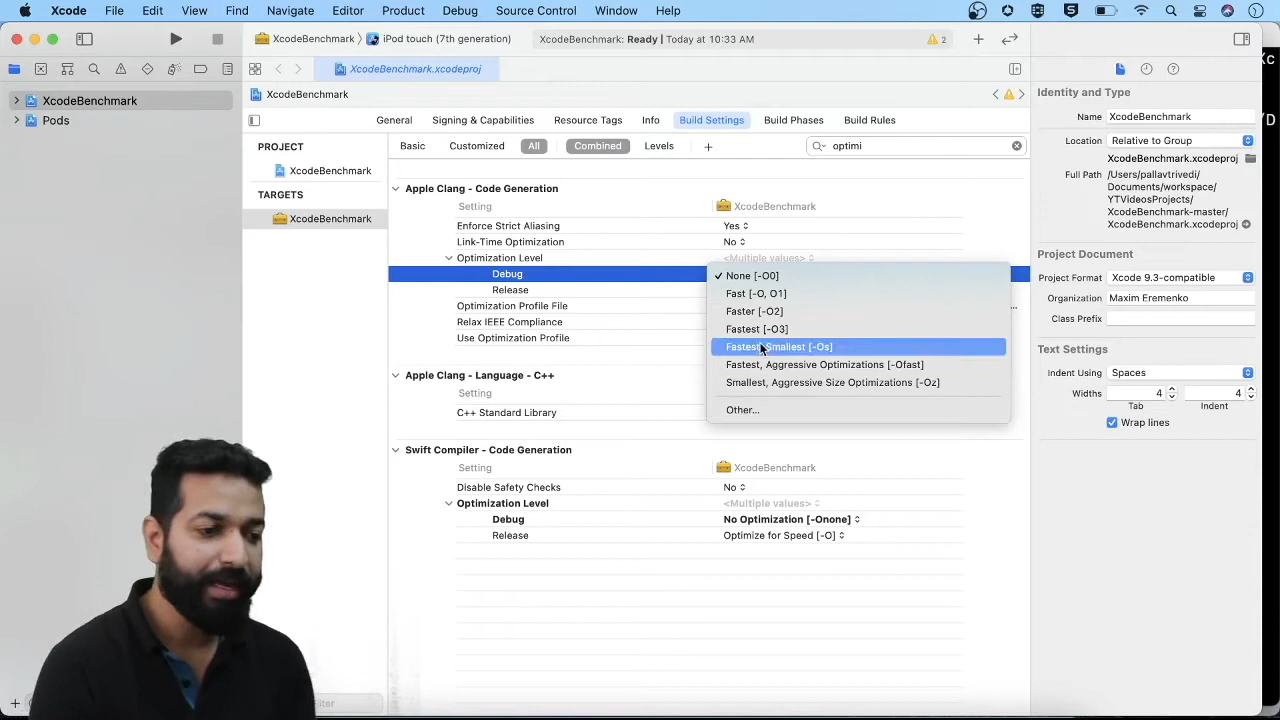 Xcode File Edit View Find Navigate Editor Product Debug Source Control Window Help
XcodeBenchmark iPod touch (7th generation) XcodeBenchmark: Ready | Today at 10:33 AM 2
XcodeBenchmark.xcodeproj
XcodeBenchmark
Pods
XcodeBenchmark
General Signing & Capabilities Resource Tags Info Build Settings Build Phases Build Rules
PROJECT
XcodeBenchmark
TARGETS
XcodeBenchmark
Basic Customized All Combined Levels optimi
Apple Clang - Code Generation
Setting XcodeBenchmark
Enforce Strict Aliasing Yes
Link-Time Optimization No
Optimization Level <Multiple values>
Debug
Release
Optimization Profile File ...
Relax IEEE Compliance
Use Optimization Profile
None [-O0]
Fast [-O, O1]
Faster [-O2]
Fastest [-O3]
Fastest, Smallest [-Os]
Fastest, Aggressive Optimizations [-Ofast]
Smallest, Aggressive Size Optimizations [-Oz]
Other...
Apple Clang - Language - C++
Setting
C++ Standard Library
Swift Compiler - Code Generation
Setting XcodeBenchmark
Disable Safety Checks No
Optimization Level <Multiple values>
Debug No Optimization [-Onone]
Release Optimize for Speed [-O]
Identity and Type
Name XcodeBenchmark
Location Relative to Group
XcodeBenchmark.xcodeproj
Full Path /Users/pallavtrivedi/
Documents/workspace/
YTVideosProjects/
XcodeBenchmark-master/
XcodeBenchmark.xcodeproj
Project Document
Project Format Xcode 9.3-compatible
Organization Maxim Eremenko
Class Prefix
Text Settings
Indent Using Spaces
Widths 4 4
Tab Indent
Wrap lines
Xc
/D